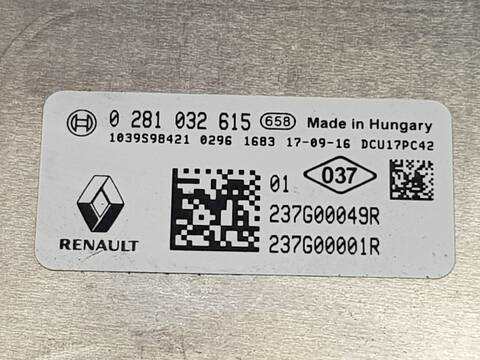 0 281 032 615 658 Made in Hungary
1039S98421 0296 1683 17-09-16 DCU17PC42
01 037
237G00049R
RENAULT 237G00001R